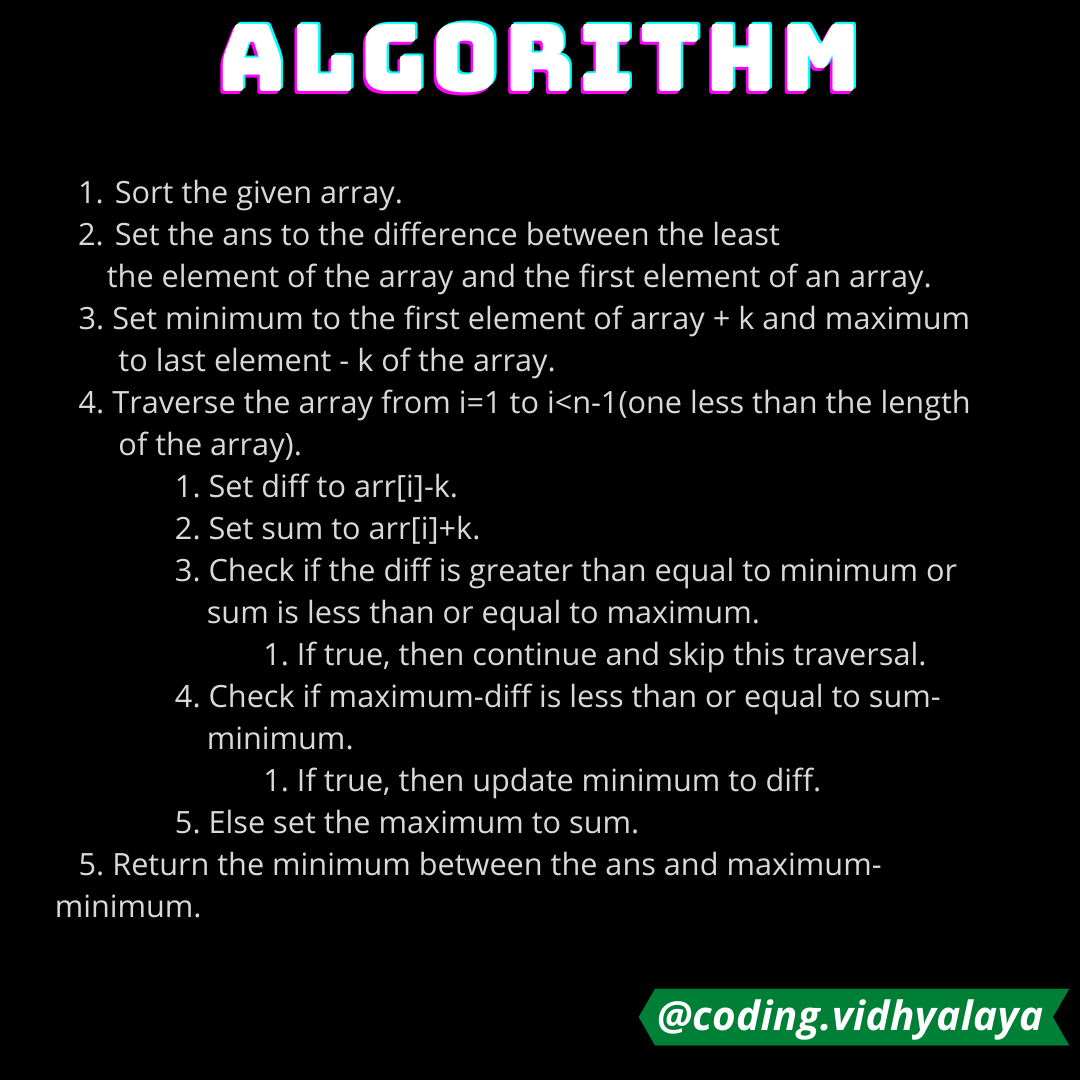 ALGORITHM
1. Sort the given array.
2. Set the ans to the difference between the least
the element of the array and the first element of an array.
3. Set minimum to the first element of array + k and maximum
to last element - k of the array.
4. Traverse the array from i=1 to i<n-1(one less than the length
of the array).
1. Set diff to arr[i]-k.
2. Set sum to arr[i]+k.
3. Check if the diff is greater than equal to minimum or
sum is less than or equal to maximum.
1. If true, then continue and skip this traversal.
4. Check if maximum-diff is less than or equal to sum-
minimum.
1. If true, then update minimum to diff.
5. Else set the maximum to sum.
5. Return the minimum between the ans and maximum-
minimum.
@coding.vidhyalaya